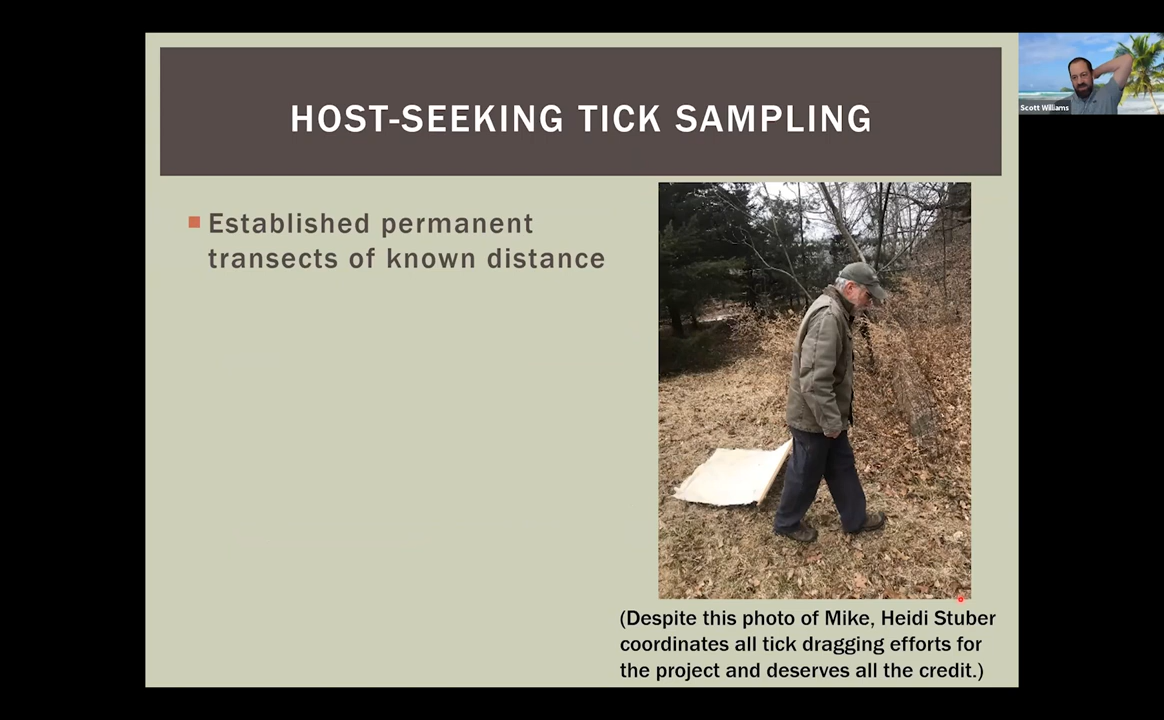 HOST-SEEKING TICK SAMPLING
Scott Williams
Established permanent
transects of known distance
(Despite this photo of Mike, Heidi Stuber
coordinates all tick dragging efforts for
the project and deserves all the credit.)